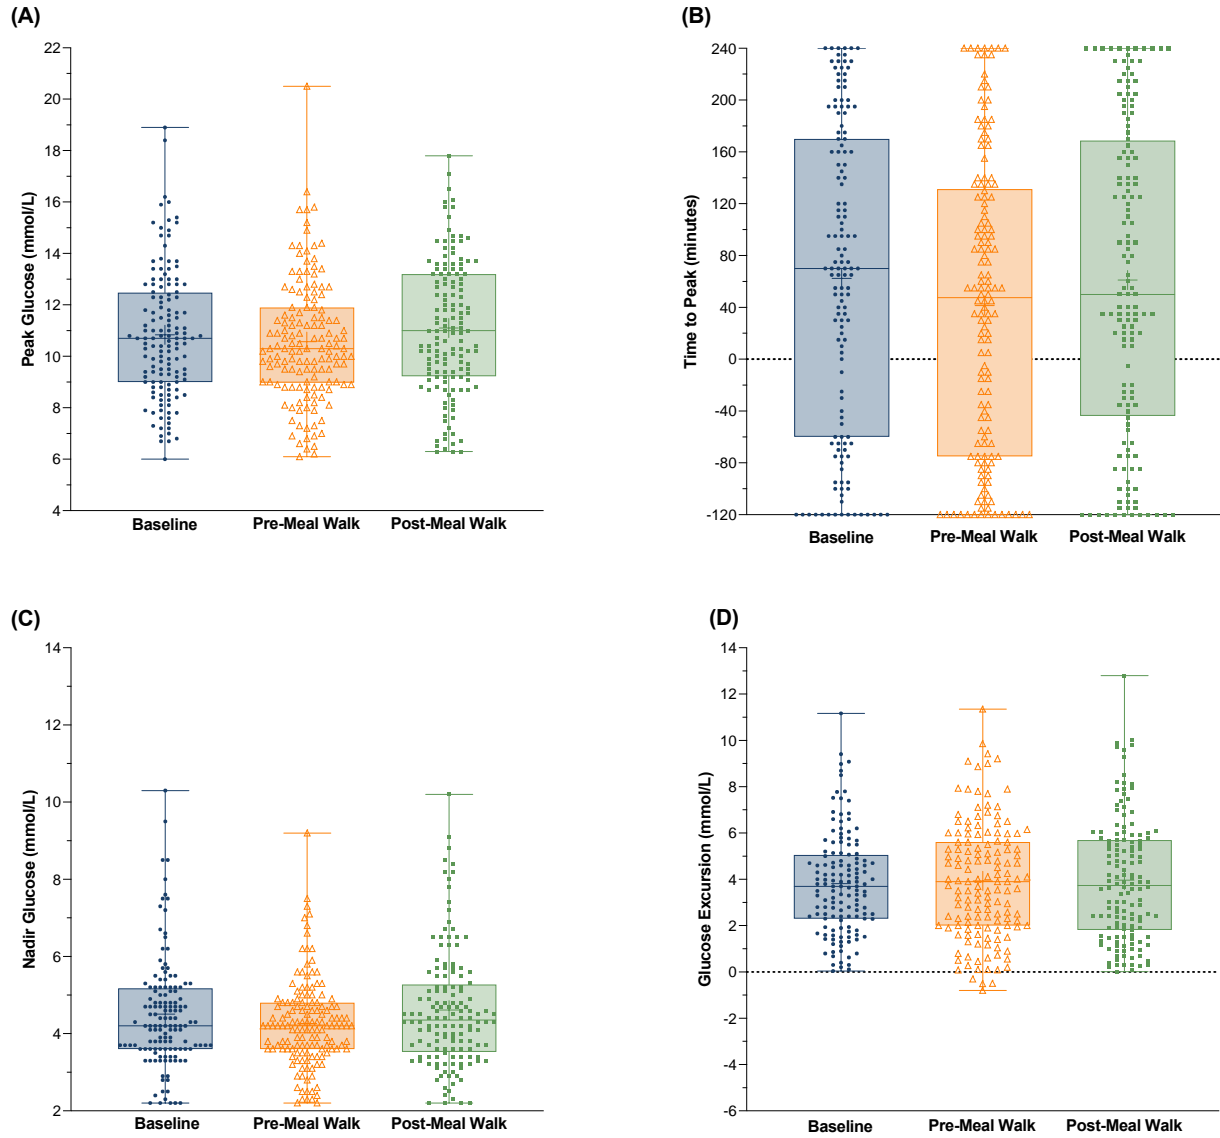 (A)
Peak Glucose (mmol/L)
22
20
18
16
14
12
10
8
6
4
Baseline
Pre-Meal Walk
Post-Meal Walk
(B)
Time to Peak (minutes)
240
200
160
120
80
40
0
-40
-80
-120
Baseline
Pre-Meal Walk
Post-Meal Walk
(C)
Nadir Glucose (mmol/L)
14
12
10
8
6
4
2
Baseline
Pre-Meal Walk
Post-Meal Walk
(D)
Glucose Excursion (mmol/L)
14
12
10
8
6
4
2
0
-2
-4
-6
Baseline
Pre-Meal Walk
Post-Meal Walk